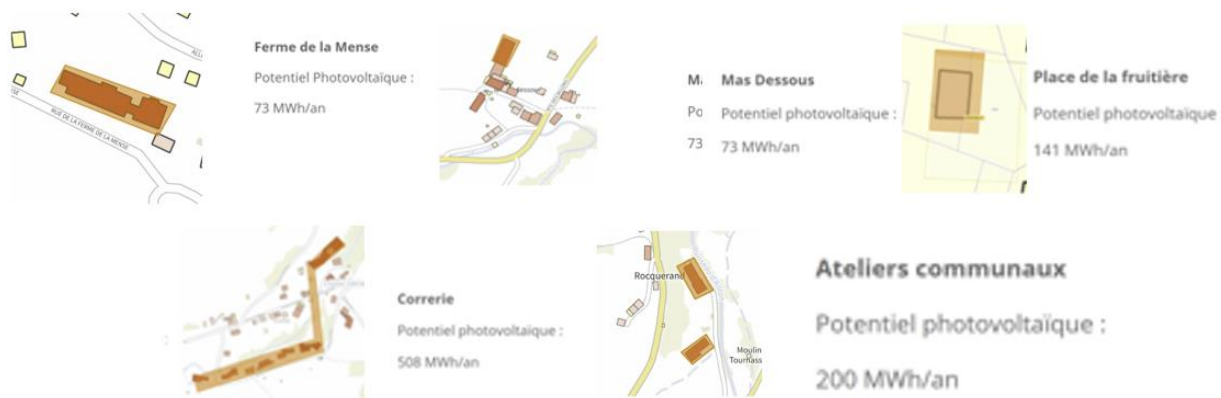 Ferme de la Mense
Potentiel Photovoltaïque :
73 MWh/an
RUE DE LA FERME DE LA MENSE
Mas Dessous
Potentiel photovoltaïque :
73 MWh/an
Place de la fruitière
Potentiel photovoltaïque :
141 MWh/an
Correrie
Potentiel photovoltaïque :
508 MWh/an
Rocquerand
Moulin
Tournass
Ateliers communaux
Potentiel photovoltaïque :
200 MWh/an